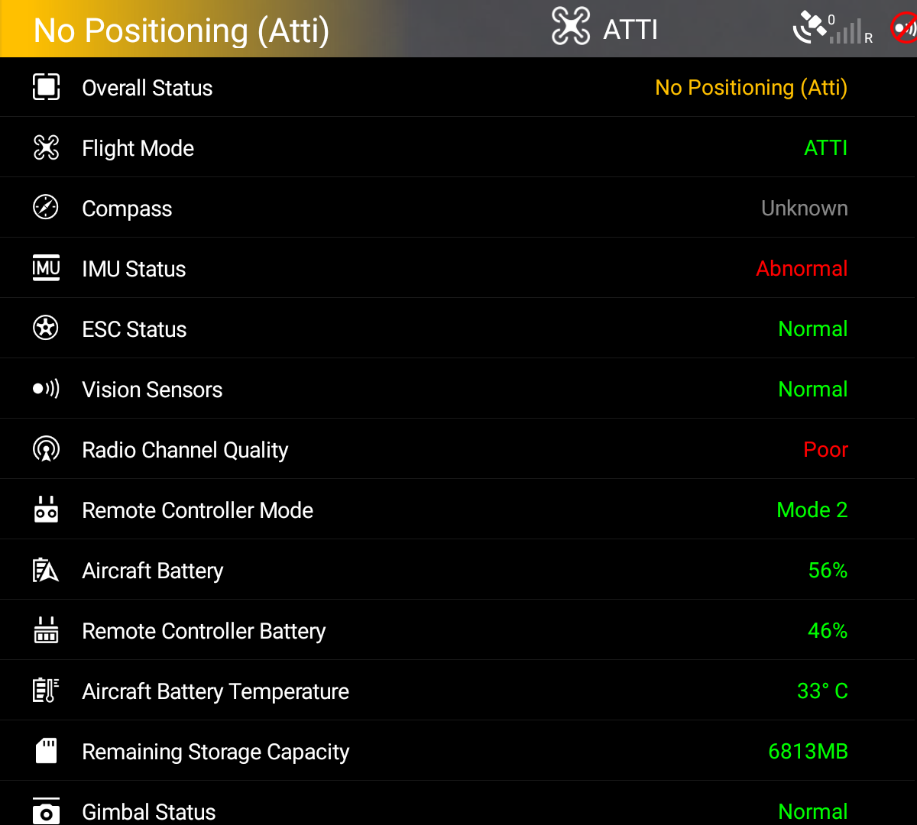 No Positioning (Atti) ATTI 0 R
Overall Status No Positioning (Atti)
Flight Mode ATTI
Compass Unknown
IMU IMU Status Abnormal
ESC Status Normal
Vision Sensors Normal
Radio Channel Quality Poor
Remote Controller Mode Mode 2
Aircraft Battery 56%
Remote Controller Battery 46%
Aircraft Battery Temperature 33° C
Remaining Storage Capacity 6813MB
Gimbal Status Normal